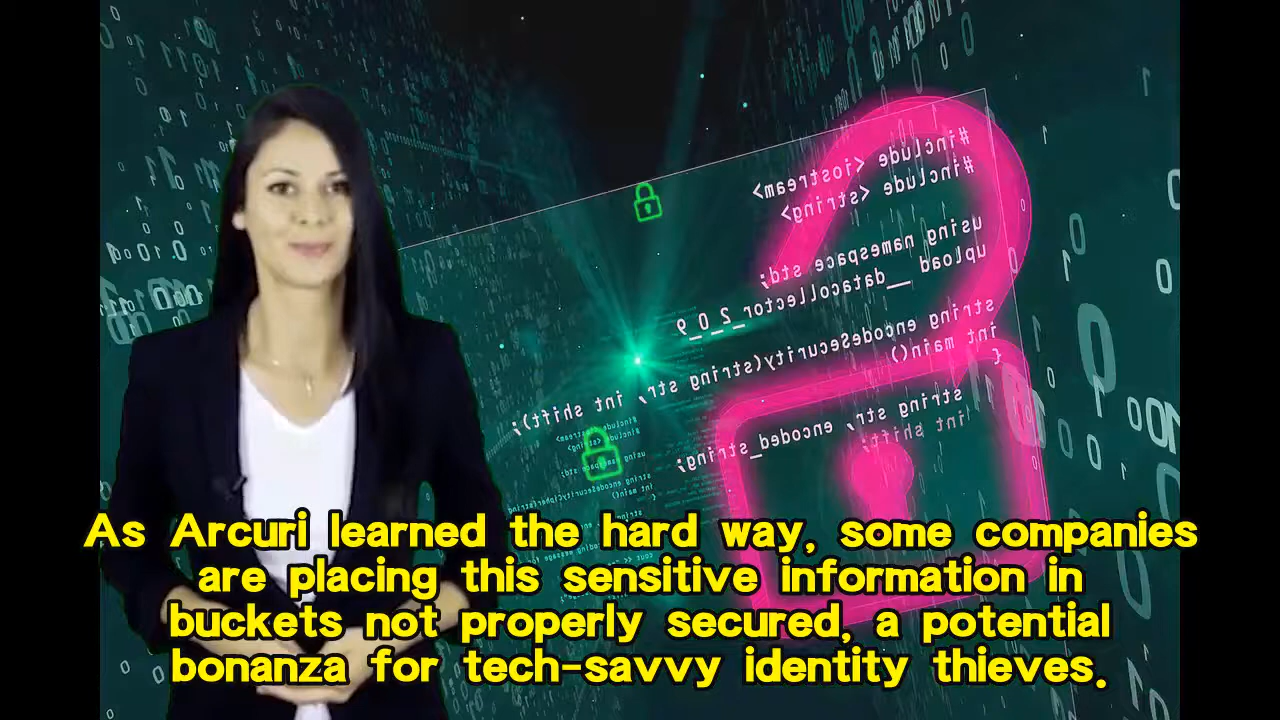 #include <iostream>
#include <string>
using namespace std;
upload __datacollector_2_0_9
string encodeSecurity(string str, int shift);
int main()
{
string str, encoded_string;
int shift;
As Arcuri learned the hard way, some companies
are placing this sensitive information in
buckets not properly secured, a potential
bonanza for tech-savvy identity thieves.